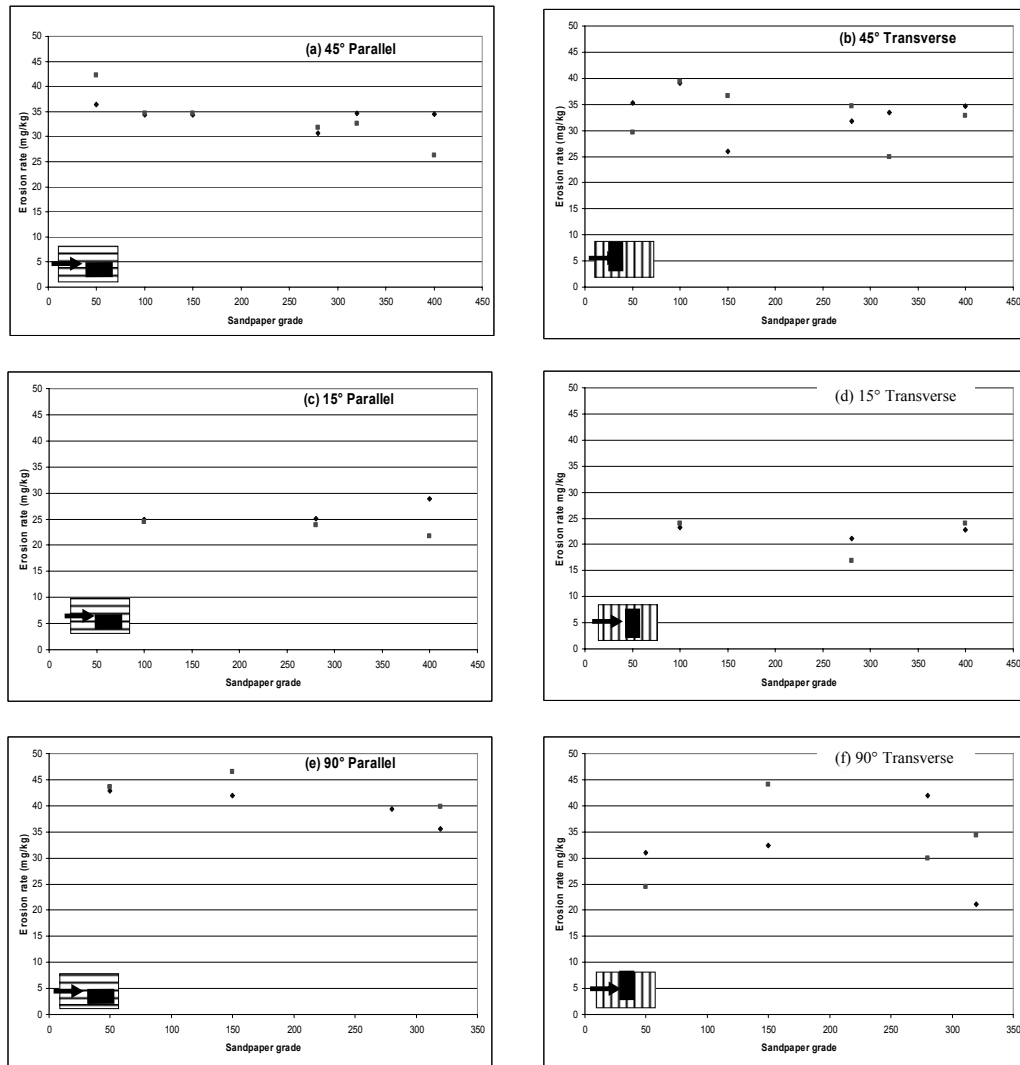 (a) 45° Parallel
Erosion rate (mg/kg)
50
45
40
35
30
25
20
15
10
5
0
0 50 100 150 200 250 300 350 400 450
Sandpaper grade
(b) 45° Transverse
Erosion rate (mg/kg)
50
45
40
35
30
25
20
15
10
5
0
0 50 100 150 200 250 300 350 400 450
Sandpaper grade
(c) 15° Parallel
Erosion rate (mg/kg)
50
45
40
35
30
25
20
15
10
5
0
0 50 100 150 200 250 300 350 400 450
Sandpaper grade
(d) 15° Transverse
Erosion rate mg/kg)
50
45
40
35
30
25
20
15
10
5
0
0 50 100 150 200 250 300 350 400 450
Sandpaper grade
(e) 90° Parallel
Erosion rate mg/kg)
50
45
40
35
30
25
20
15
10
5
0
0 50 100 150 200 250 300 350
Sandpaper grade
(f) 90° Transverse
Erosion rate mg/kg)
50
45
40
35
30
25
20
15
10
5
0
0 50 100 150 200 250 300 350
Sandpaper grade